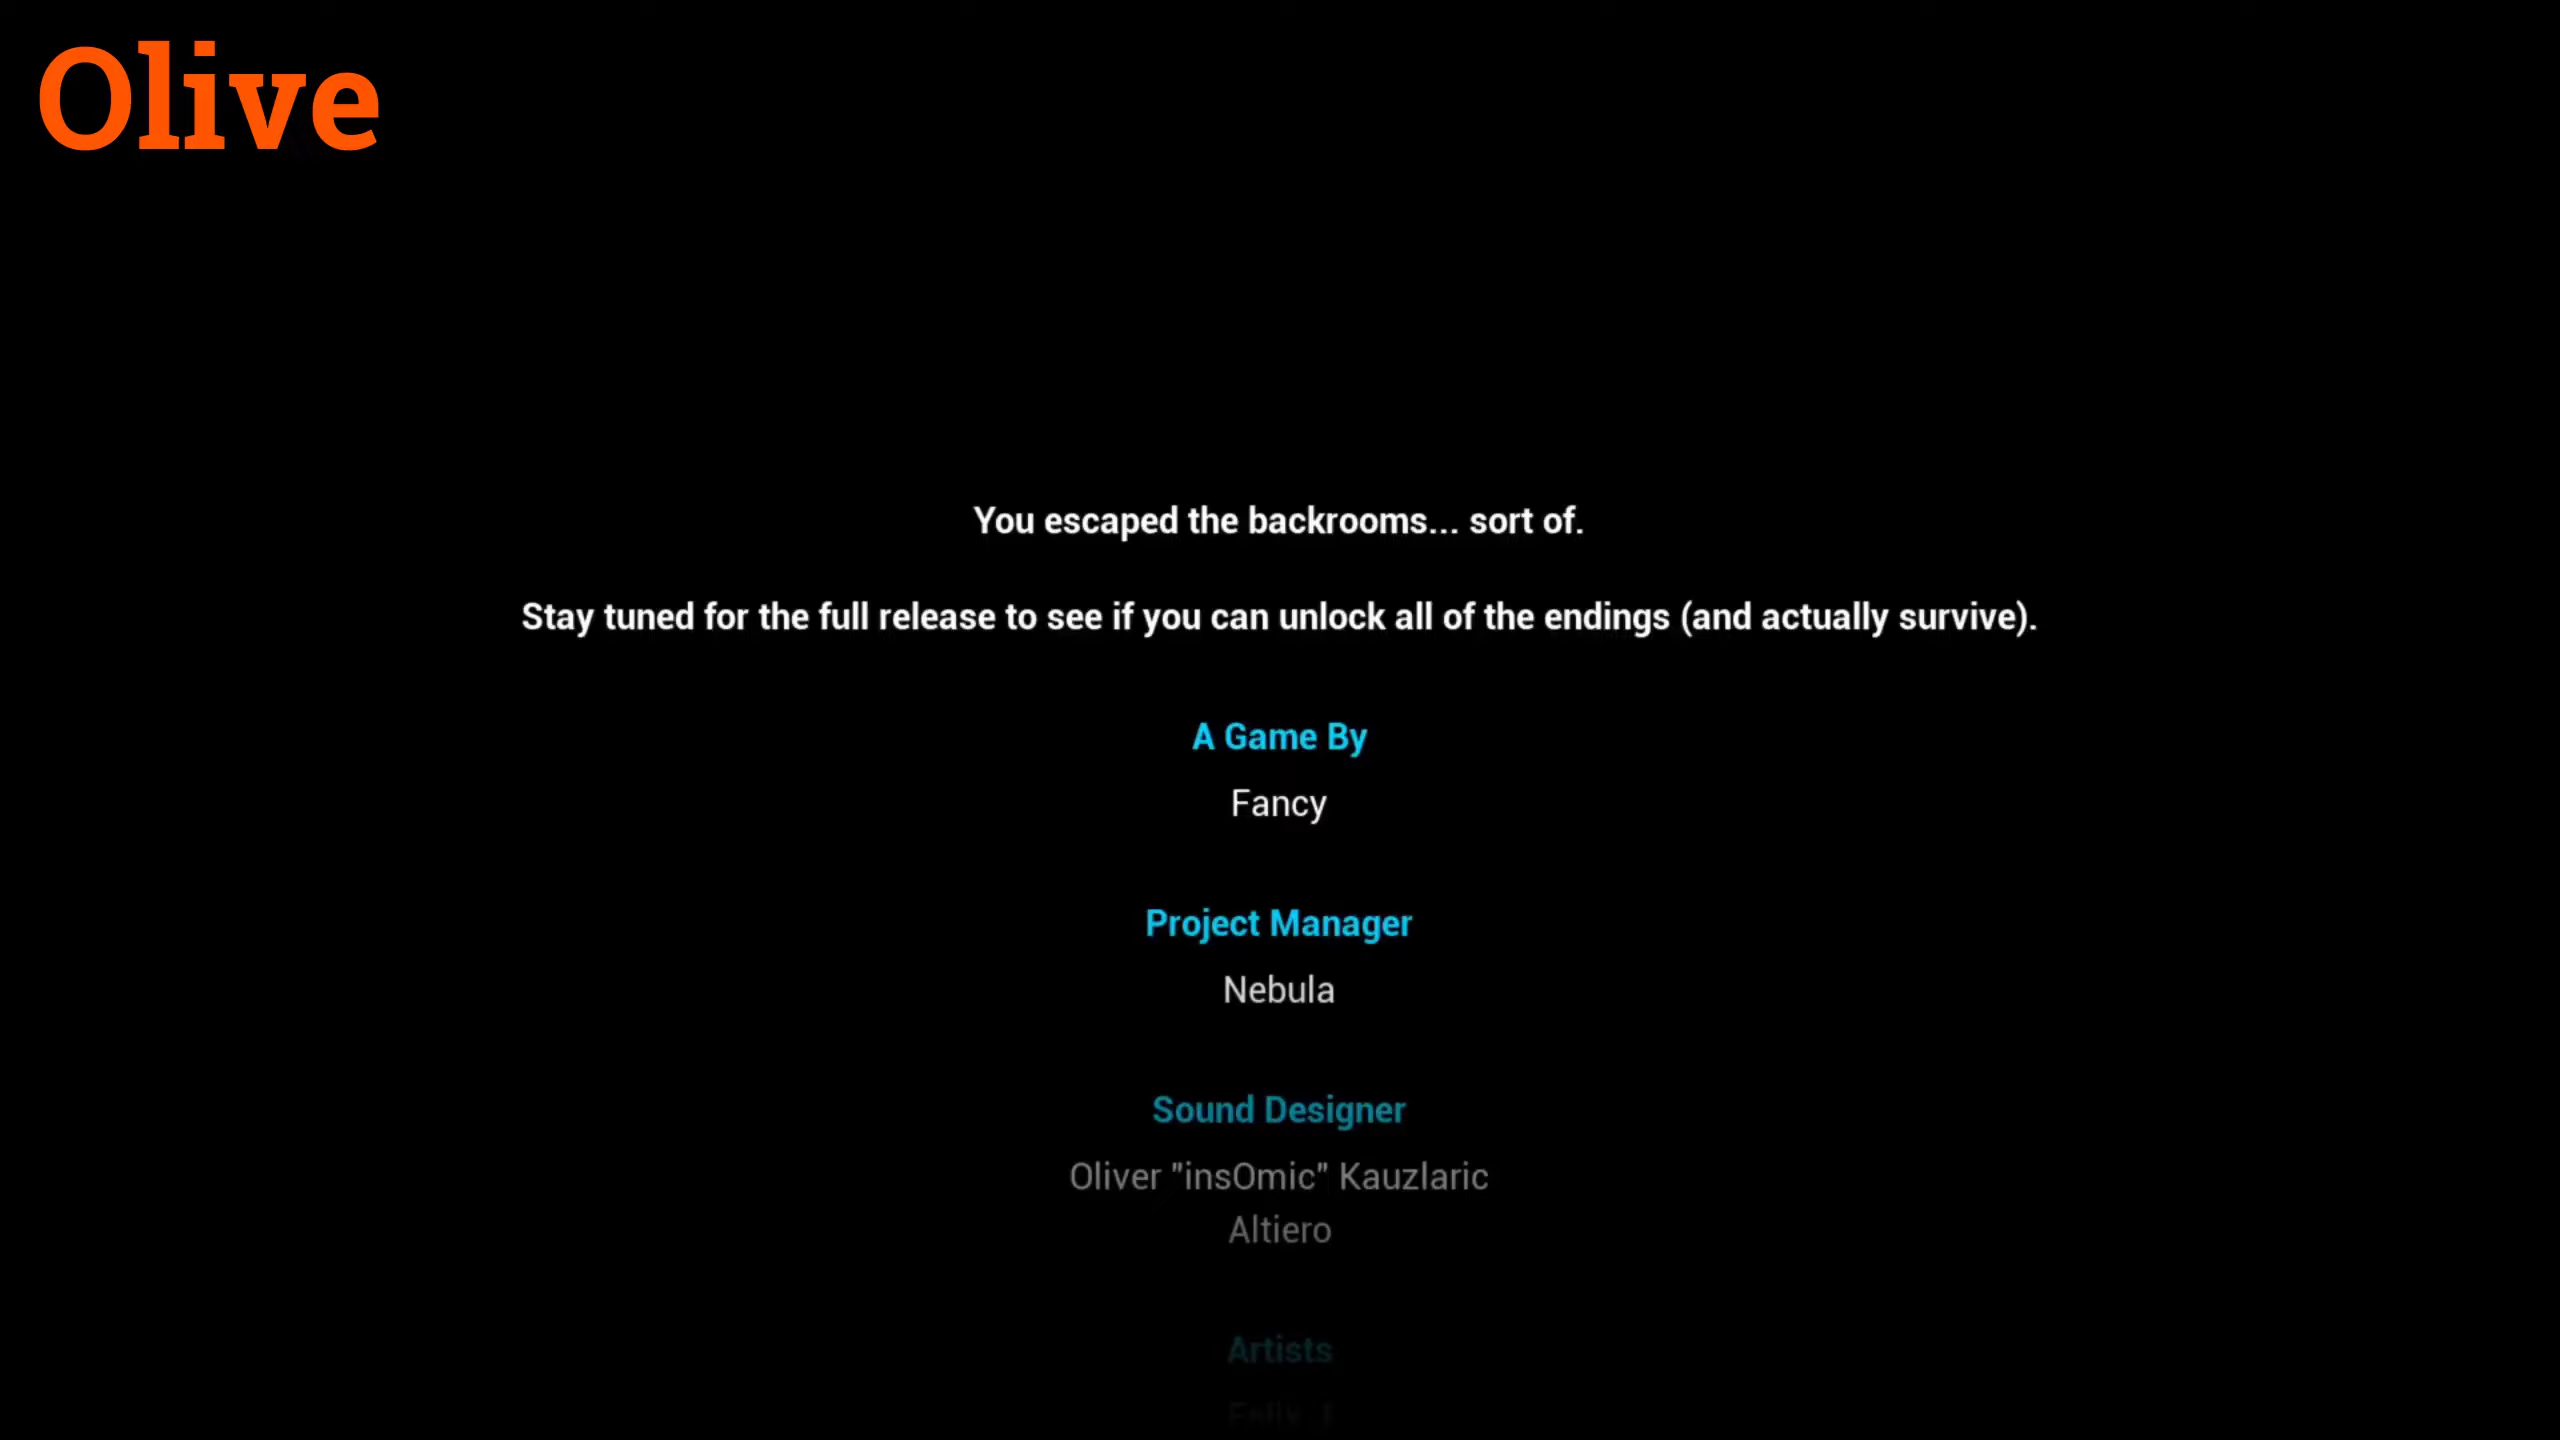 Olive
You escaped the backrooms... sort of.
Stay tuned for the full release to see if you can unlock all of the endings (and actually survive).
A Game By
Fancy
Project Manager
Nebula
Sound Designer
Oliver "insOmic" Kauzlaric
Altiero
Artists